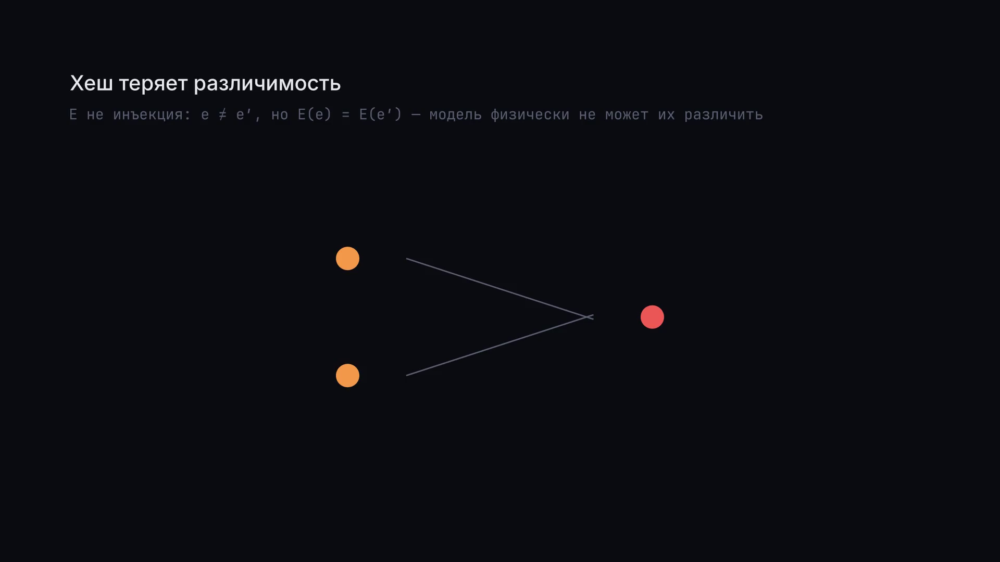 Хеш теряет различимость
E не инъекция: e ≠ e′, но E(e) = E(e′) — модель физически не может их различить